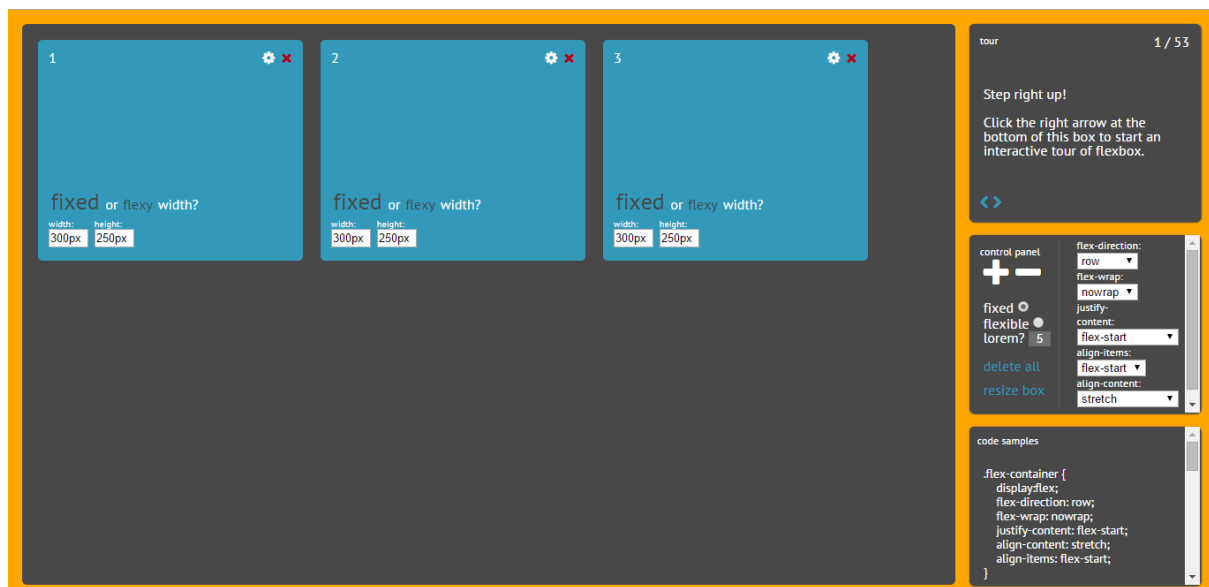 1
fixed or flexy width?
width: height:
300px 250px
2
fixed or flexy width?
width: height:
300px 250px
3
fixed or flexy width?
width: height:
300px 250px
tour 1 / 53
Step right up!
Click the right arrow at the
bottom of this box to start an
interactive tour of flexbox.
control panel
fixed
flexible
lorem? 5
delete all
resize box
flex-direction:
row
flex-wrap:
nowrap
justify-
content:
flex-start
align-items:
flex-start
align-content:
stretch
code samples
.flex-container {
display:flex;
flex-direction: row;
flex-wrap: nowrap;
justify-content: flex-start;
align-content: stretch;
align-items: flex-start;
}